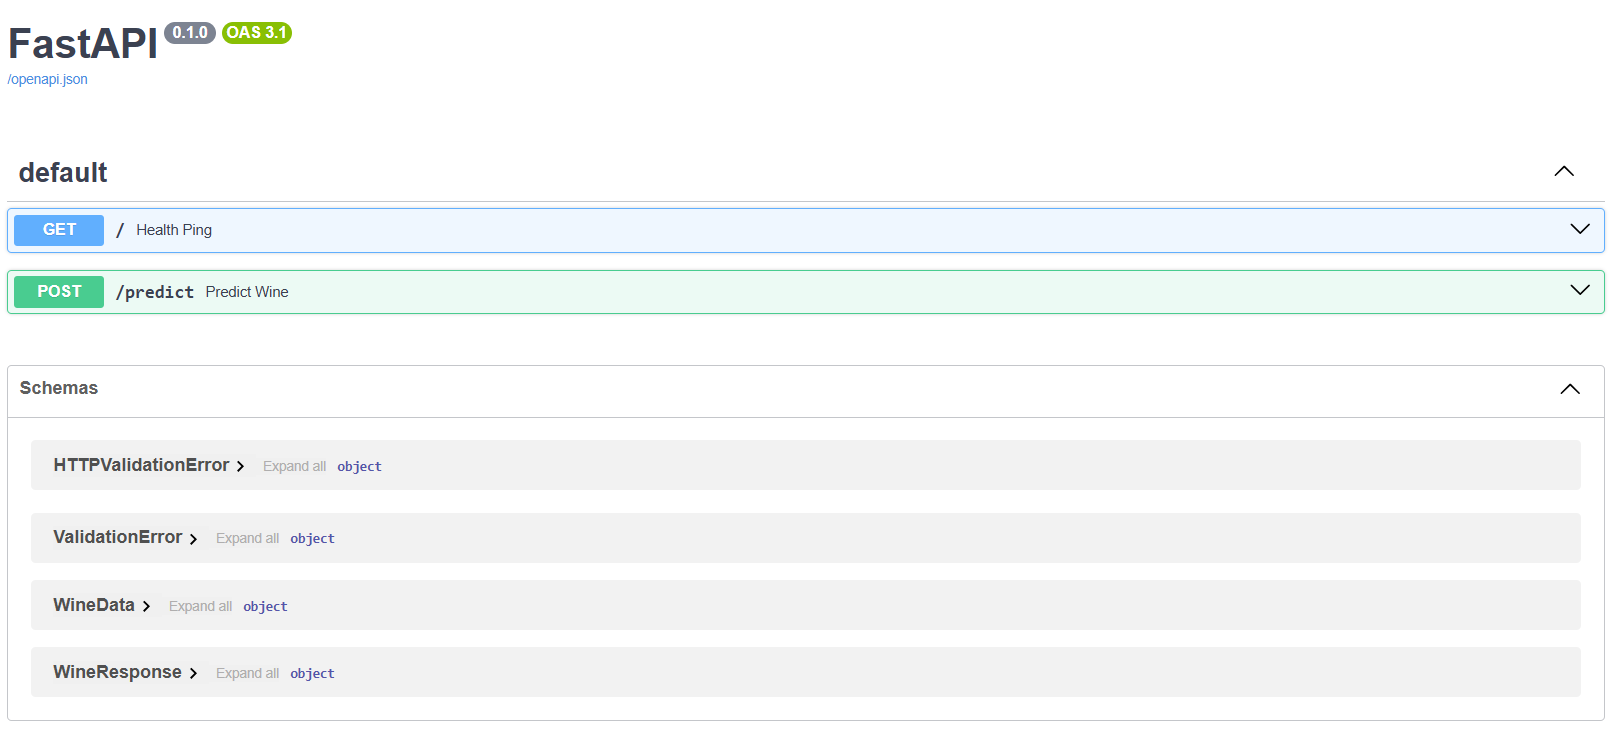 FastAPI 0.1.0 OAS 3.1
/openapi.json
default
GET / Health Ping
POST /predict Predict Wine
Schemas
HTTPValidationError Expand all object
ValidationError Expand all object
WineData Expand all object
WineResponse Expand all object